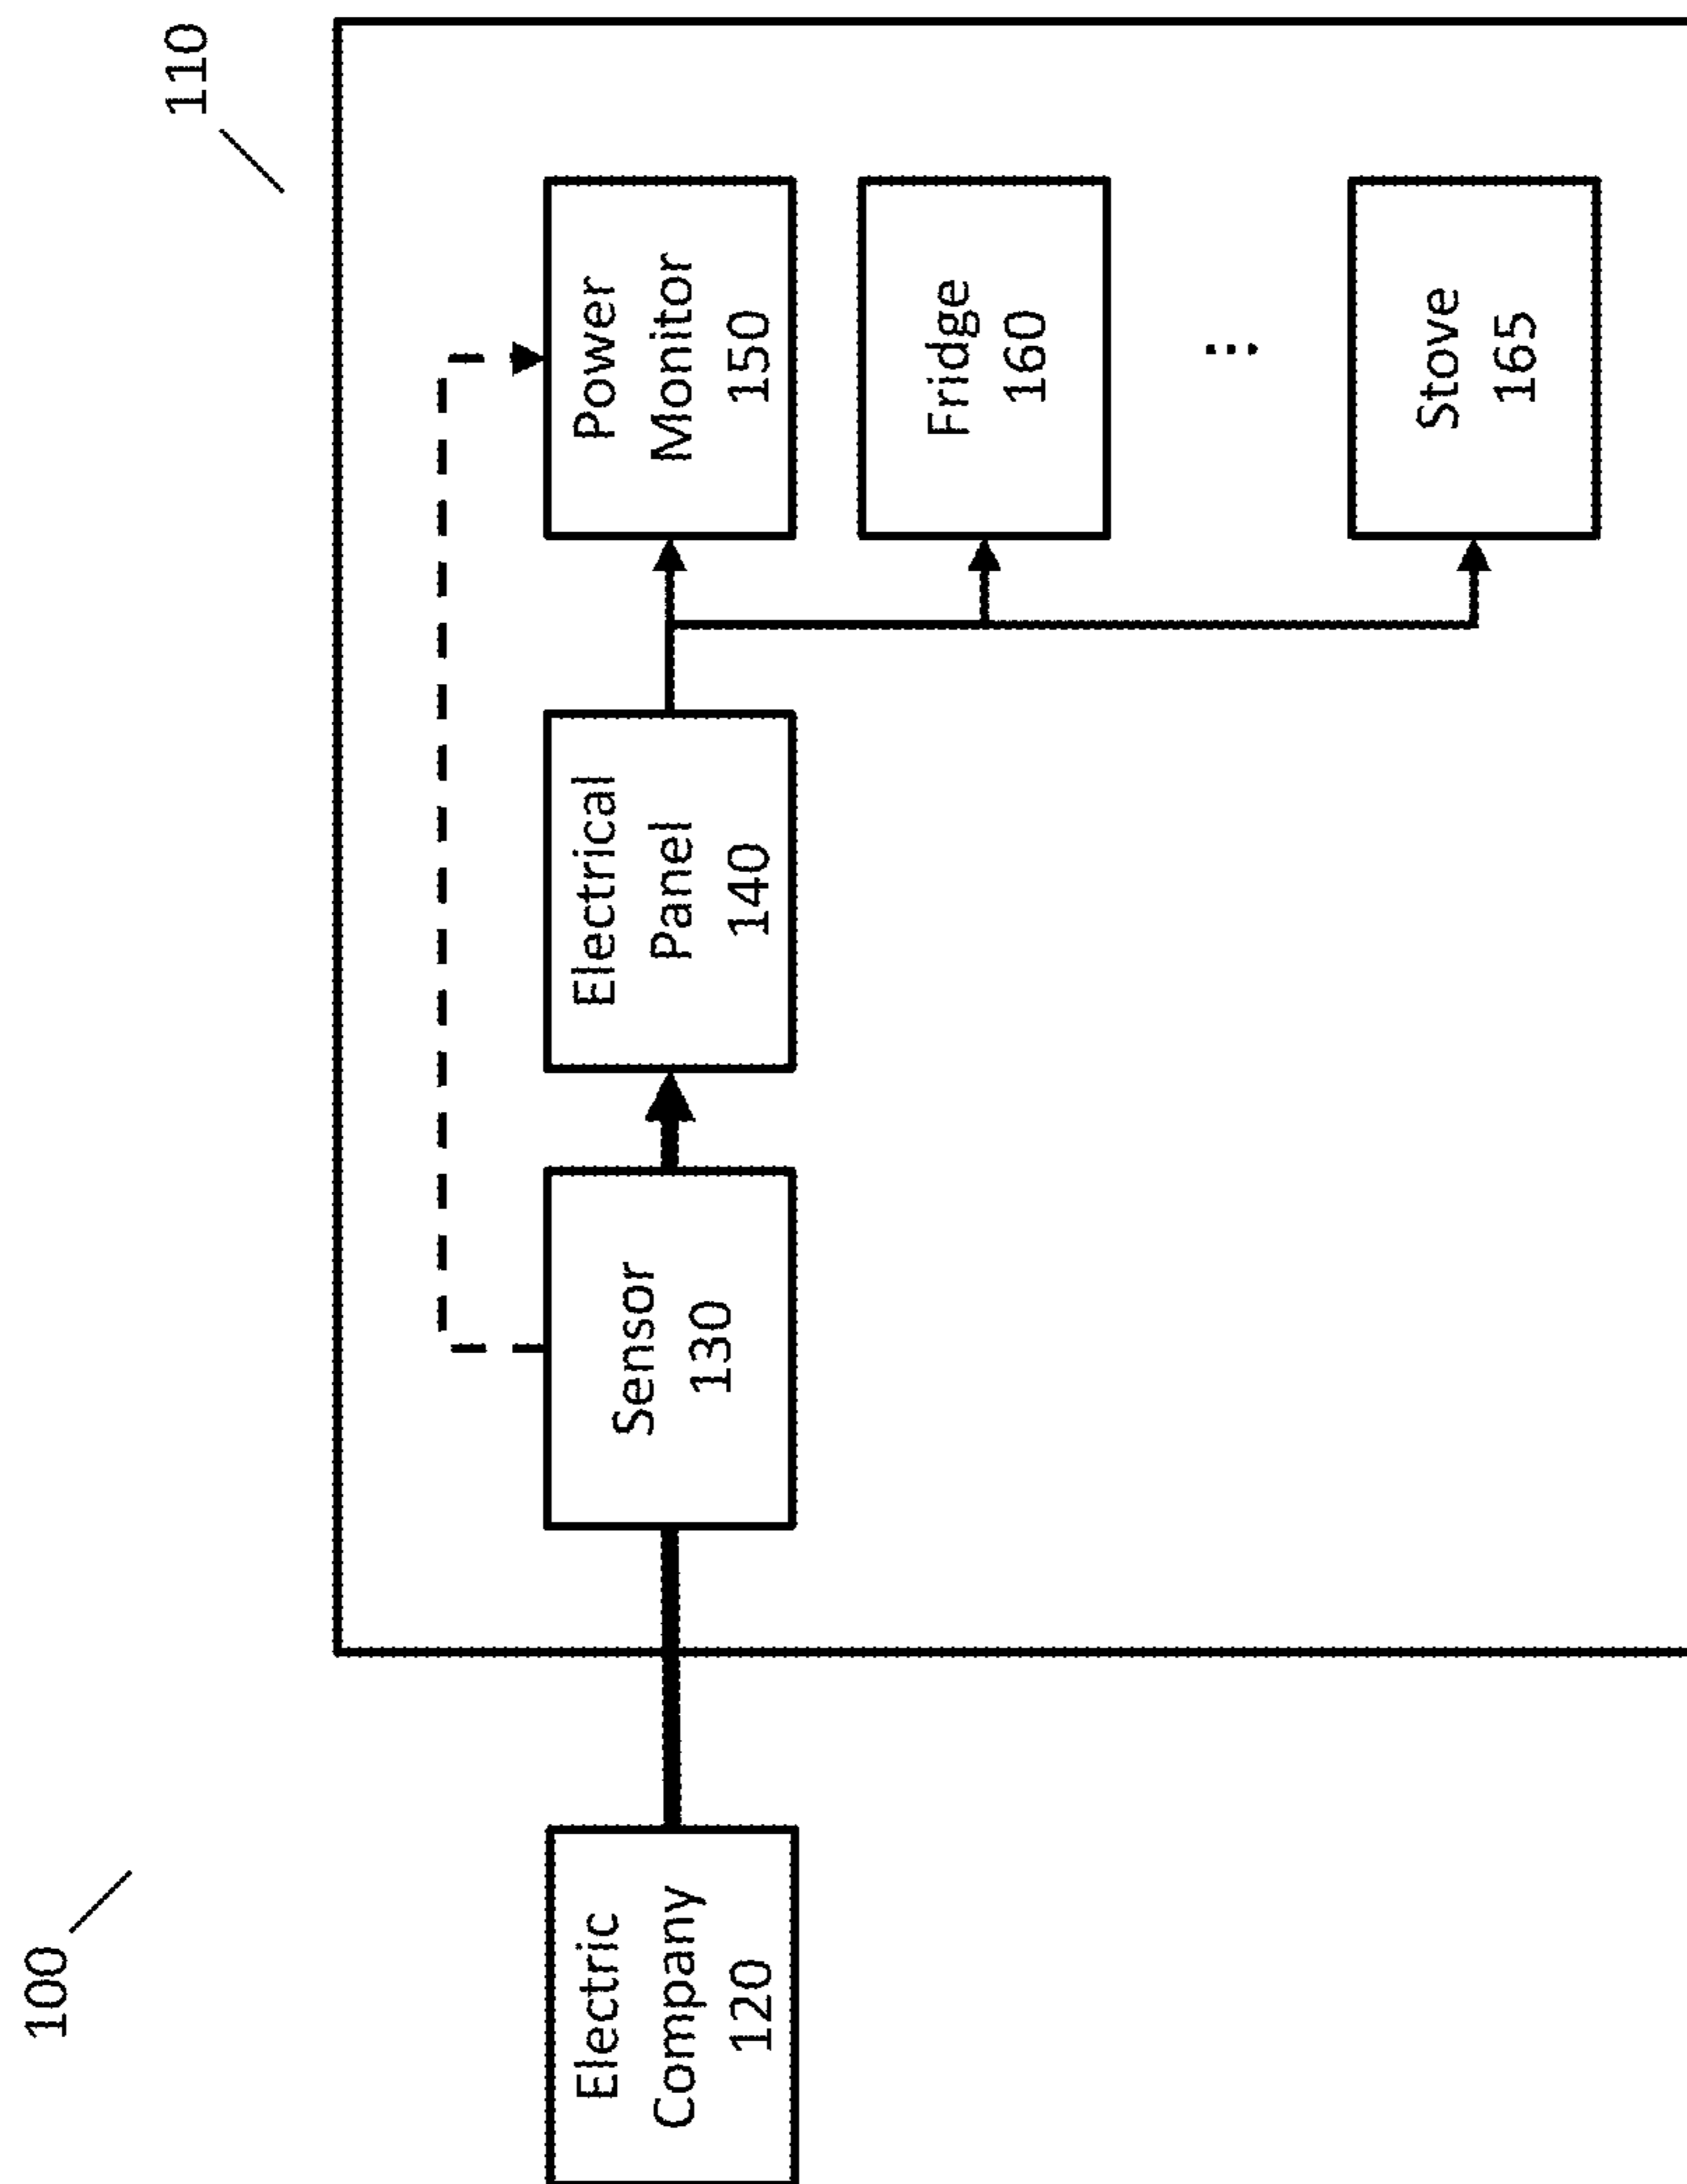 100
110
Electric
Company
120
Sensor
130
Electrical
Panel
140
Power
Monitor
150
Fridge
160
...
Stove
165